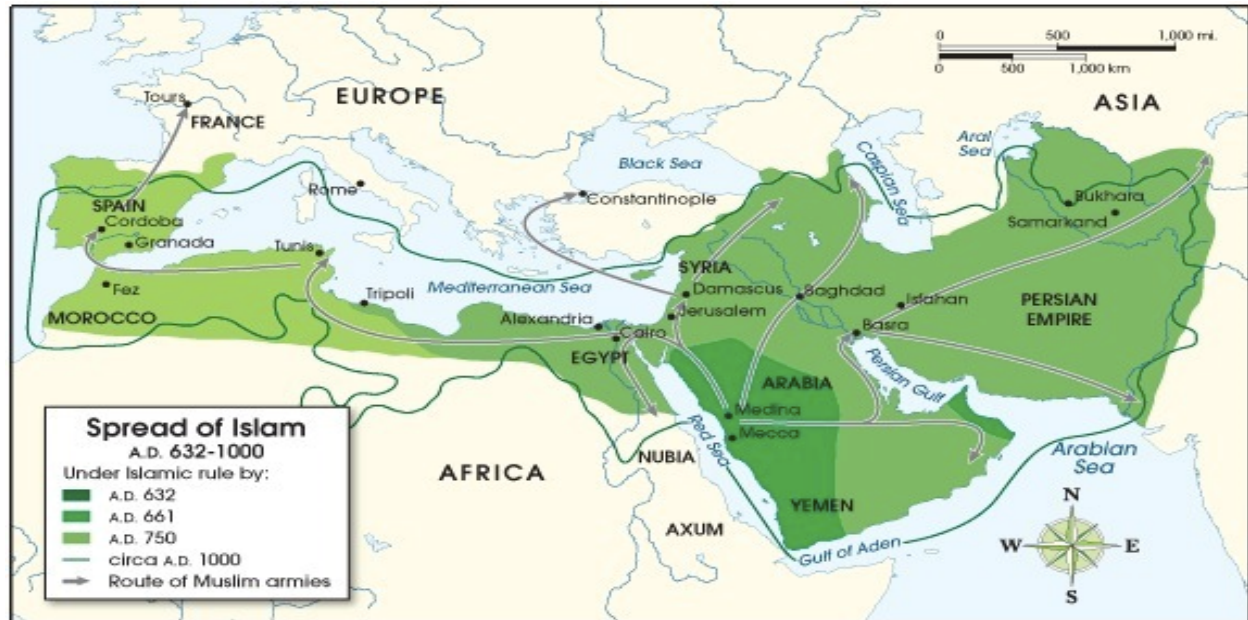 0 500 1,000 mi.
0 500 1,000 km
EUROPE
ASIA
Tours
FRANCE
Aral
Sea
Black Sea
Caspian Sea
Rome
Constantinople
Bukhara
Samarkand
SPAIN
Cordoba
Granada
Tunis
SYRIA
Damascus
Baghdad
Isfahan
PERSIAN
EMPIRE
Fez
Tripoli
Mediterranean Sea
Jerusalem
MOROCCO
Alexandria
Cairo
Basra
EGYPT
Persian Gulf
ARABIA
Medina
Mecca
Red Sea
NUBIA
Arabian
Sea
AFRICA
YEMEN
AXUM
Gulf of Aden
Spread of Islam
A.D. 632-1000
Under Islamic rule by:
A.D. 632
A.D. 661
A.D. 750
circa A.D. 1000
Route of Muslim armies
N
W E
S